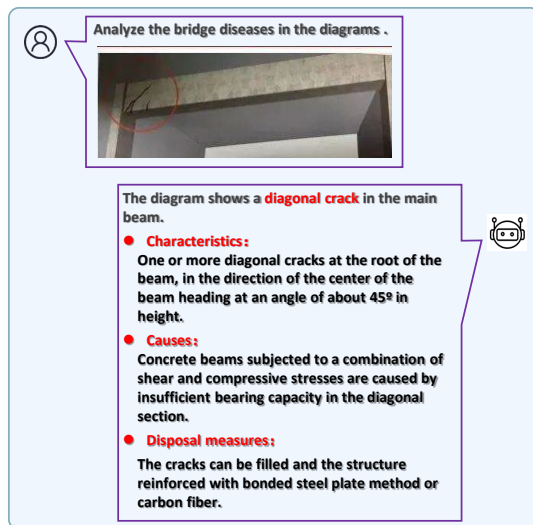 Analyze the bridge diseases in the diagrams .
The diagram shows a diagonal crack in the main
beam.
● Characteristics：
One or more diagonal cracks at the root of the
beam, in the direction of the center of the
beam heading at an angle of about 45º in
height.
● Causes：
Concrete beams subjected to a combination of
shear and compressive stresses are caused by
insufficient bearing capacity in the diagonal
section.
● Disposal measures：
The cracks can be filled and the structure
reinforced with bonded steel plate method or
carbon fiber.